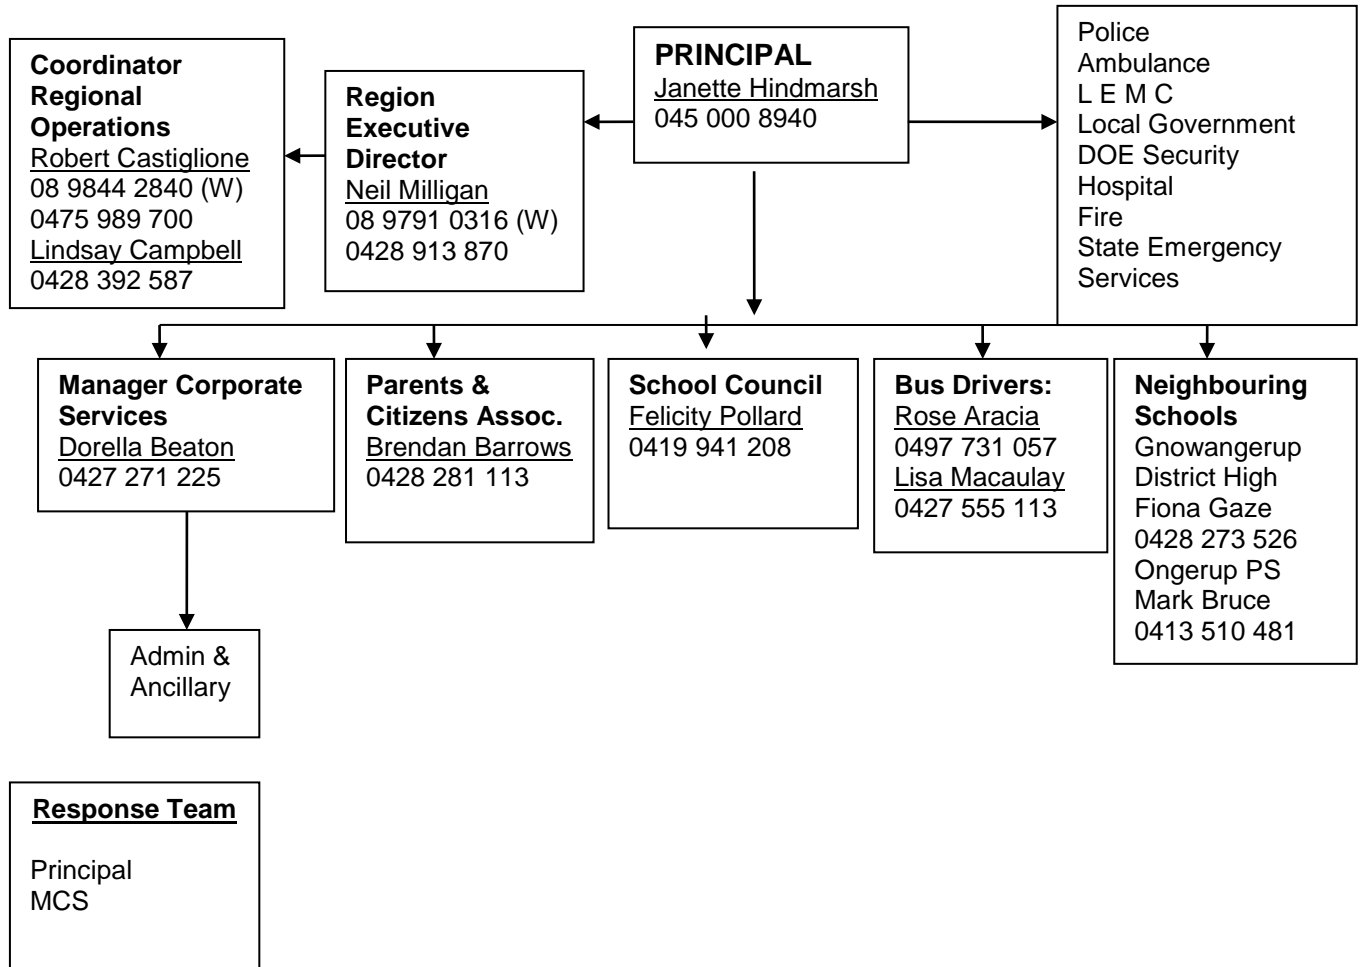 Coordinator
Regional
Operations
Robert Castiglione
08 9844 2840 (W)
0475 989 700
Lindsay Campbell
0428 392 587
Region
Executive
Director
Neil Milligan
08 9791 0316 (W)
0428 913 870
PRINCIPAL
Janette Hindmarsh
045 000 8940
Police
Ambulance
L E M C
Local Government
DOE Security
Hospital
Fire
State Emergency
Services
Manager Corporate
Services
Dorella Beaton
0427 271 225
Parents &
Citizens Assoc.
Brendan Barrows
0428 281 113
School Council
Felicity Pollard
0419 941 208
Bus Drivers:
Rose Aracia
0497 731 057
Lisa Macaulay
0427 555 113
Neighbouring
Schools
Gnowangerup
District High
Fiona Gaze
0428 273 526
Ongerup PS
Mark Bruce
0413 510 481
Admin &
Ancillary
Response Team
Principal
MCS